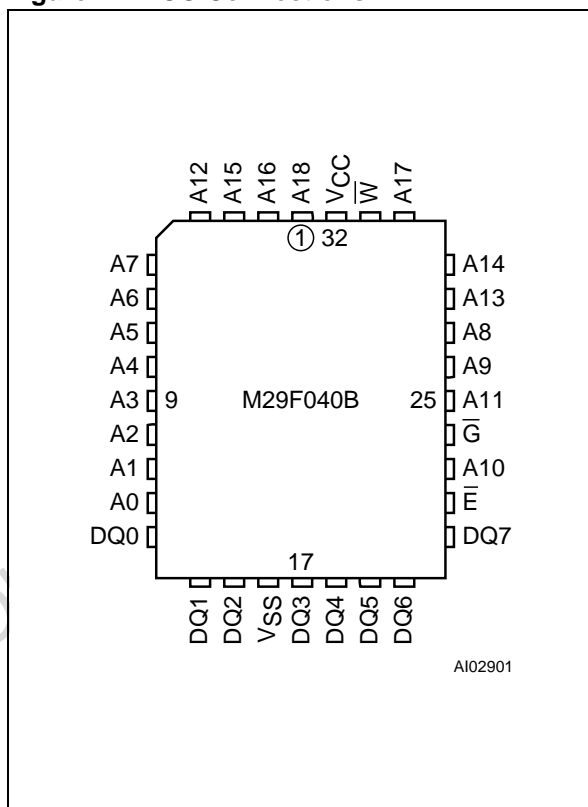 A12 A15 A16 A18 VCC W̅ A17
① 32
A7 A14
A6 A13
A5 A8
A4 A9
A3 9 M29F040B 25 A11
A2 G̅
A1 A10
A0 E̅
DQ0 DQ7
17
DQ1 DQ2 VSS DQ3 DQ4 DQ5 DQ6
AI02901